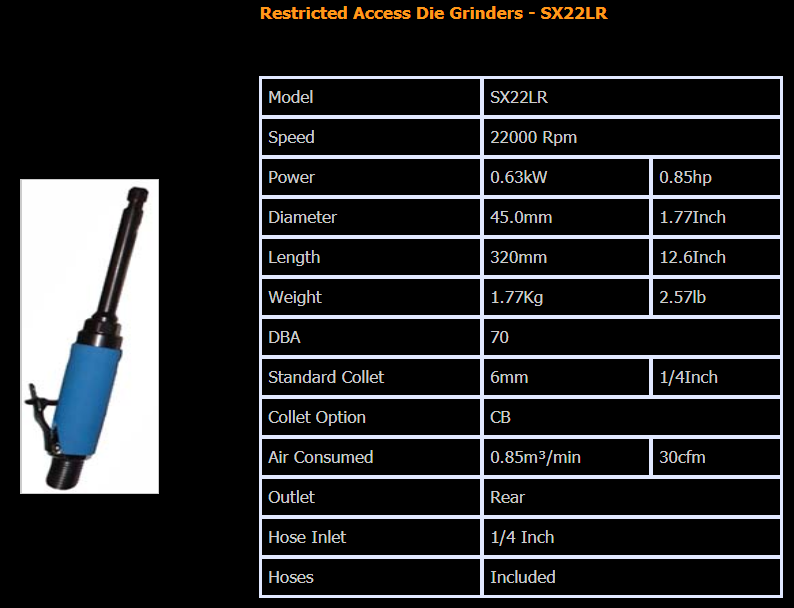 Restricted Access Die Grinders - SX22LR
Model SX22LR
Speed 22000 Rpm
Power 0.63kW 0.85hp
Diameter 45.0mm 1.77Inch
Length 320mm 12.6Inch
Weight 1.77Kg 2.57lb
DBA 70
Standard Collet 6mm 1/4Inch
Collet Option CB
Air Consumed 0.85m³/min 30cfm
Outlet Rear
Hose Inlet 1/4 Inch
Hoses Included